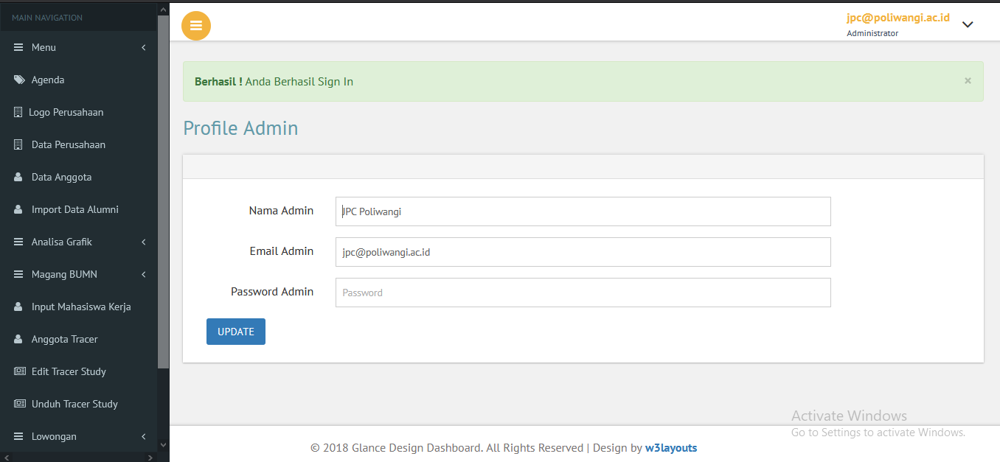 MAIN NAVIGATION
Menu
Agenda
Logo Perusahaan
Data Perusahaan
Data Anggota
Import Data Alumni
Analisa Grafik
Magang BUMN
Input Mahasiswa Kerja
Anggota Tracer
Edit Tracer Study
Unduh Tracer Study
Lowongan
jpc@poliwangi.ac.id
Administrator
Berhasil ! Anda Berhasil Sign In
×
Profile Admin
Nama Admin
JPC Poliwangi
Email Admin
jpc@poliwangi.ac.id
Password Admin
Password
UPDATE
Activate Windows
Go to Settings to activate Windows.
© 2018 Glance Design Dashboard. All Rights Reserved | Design by w3layouts